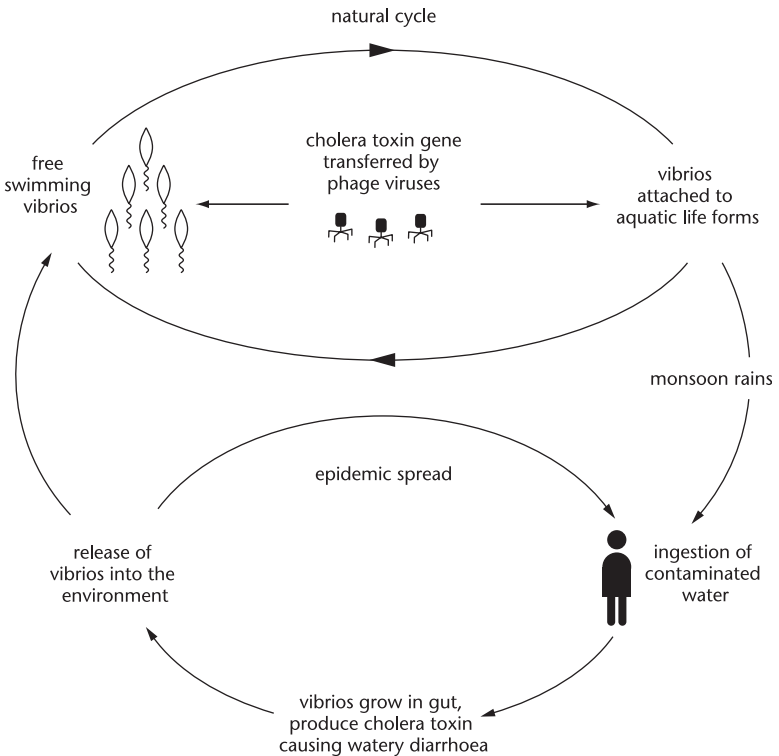 natural cycle
cholera toxin gene
transferred by
phage viruses
free
swimming
vibrios
vibrios
attached to
aquatic life forms
monsoon rains
epidemic spread
release of
vibrios into the
environment
ingestion of
contaminated
water
vibrios grow in gut,
produce cholera toxin
causing watery diarrhoea